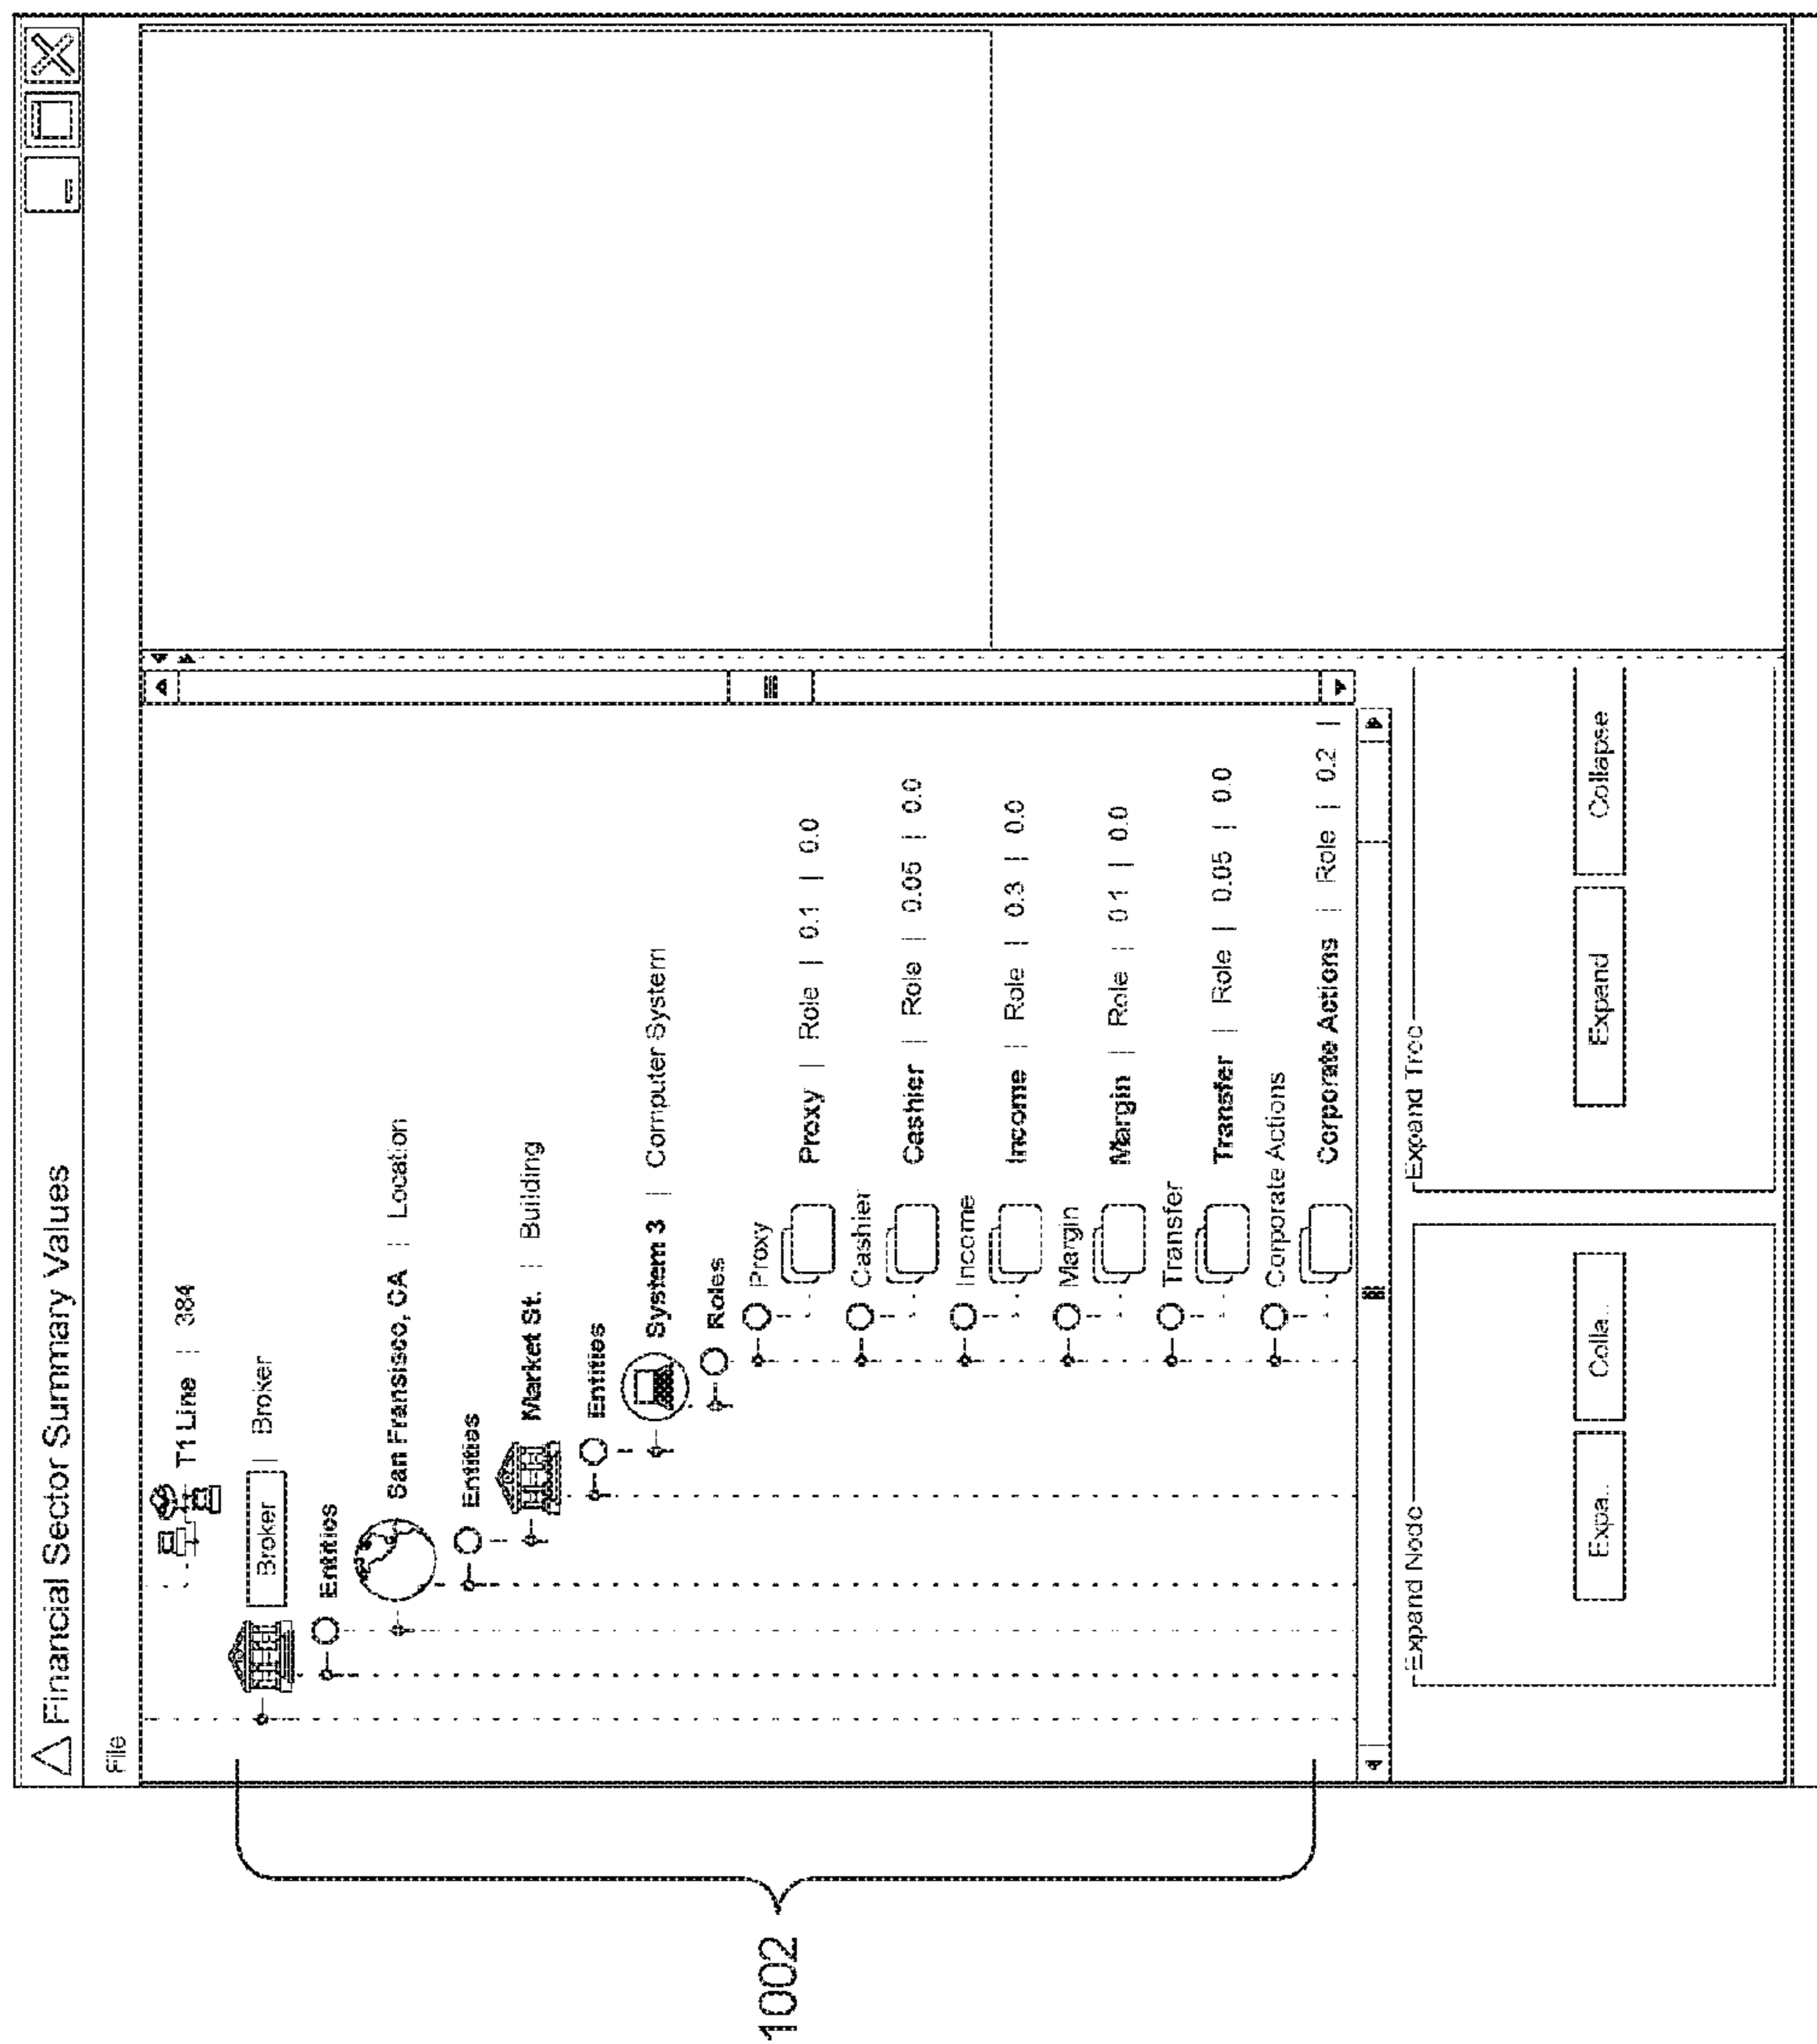 Financial Sector Summary Values
File
T1 Line | 384
Broker | Broker
Entities
San Fransisco, CA | Location
Entities
Market St. | Building
Entities
System 3 | Computer System
Roles
Proxy
Proxy | Role | 0.1 | 0.0
Cashier
Cashier | Role | 0.05 | 0.0
Income
Income | Role | 0.3 | 0.0
Margin
Margin | Role | 0.1 | 0.0
Transfer
Transfer | Role | 0.05 | 0.0
Corporate Actions
Corporate Actions | Role | 0.2 |
Expand Node
Expa.. Colla..
Expand Tree
Expand Collapse
1002